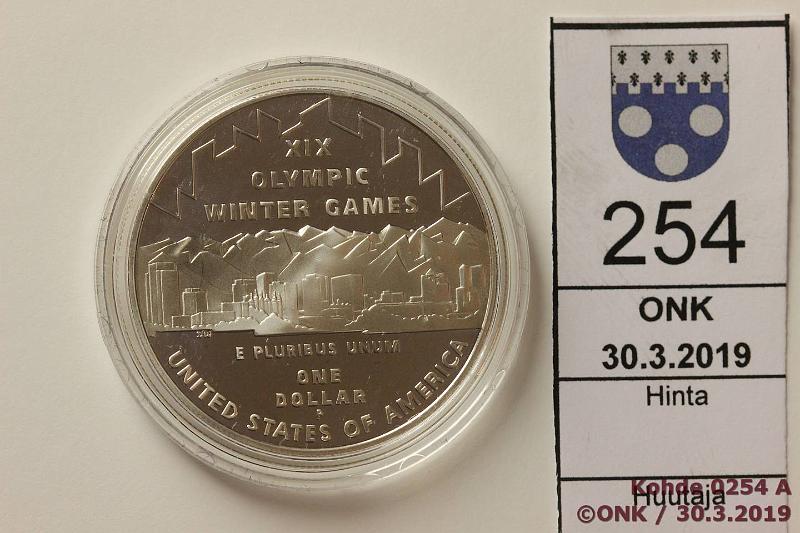 XIX
OLYMPIC
WINTER GAMES
E PLURIBUS UNUM
ONE
DOLLAR
P
UNITED STATES OF AMERICA
254
ONK
30.3.2019
Hinta
Huutaja
Kohde 0254 A
©ONK / 30.3.2019